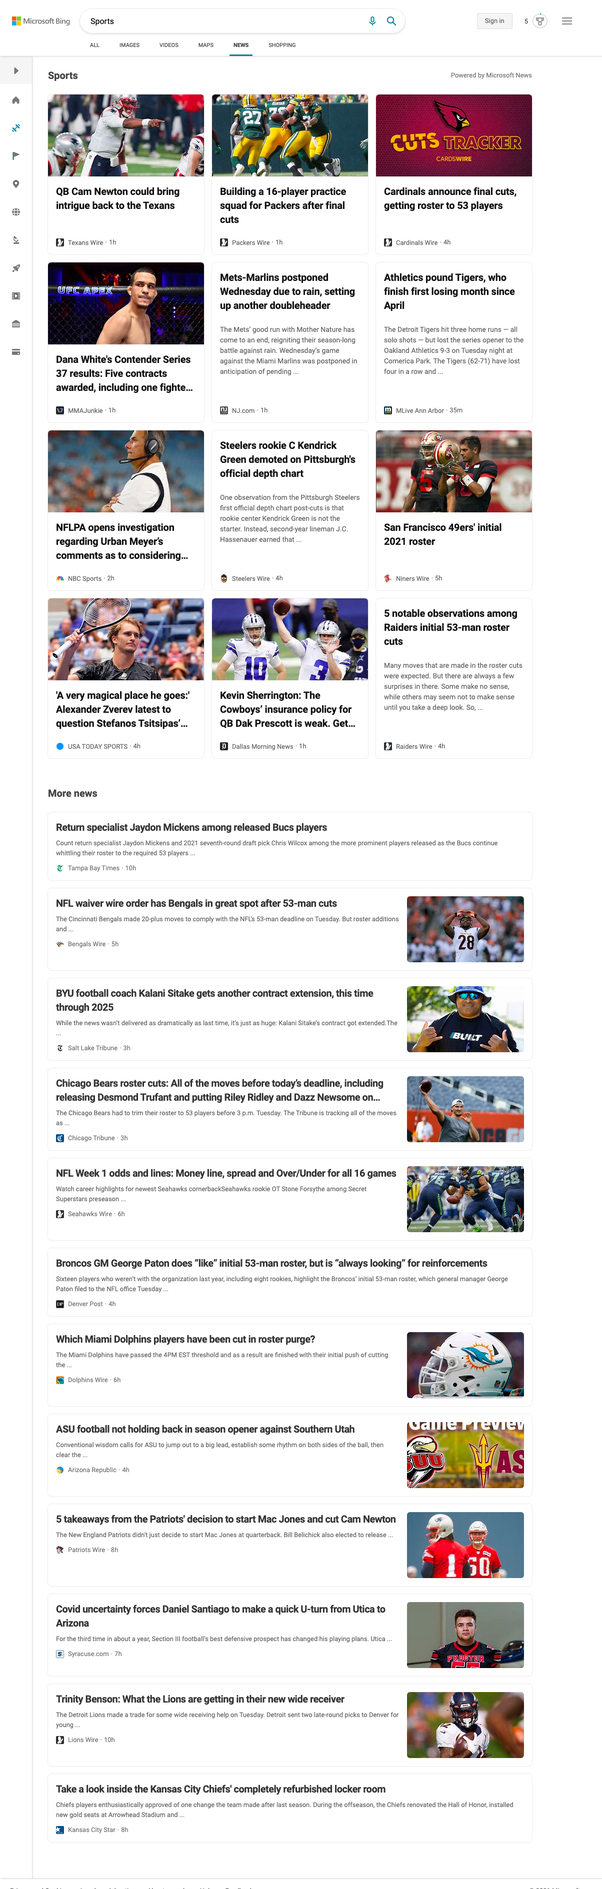 Microsoft Bing
Sports
Sign in
5
ALL
IMAGES
VIDEOS
MAPS
NEWS
SHOPPING
Sports
Powered by Microsoft News
CUTS TRACKER
CARDSWIRE
QB Cam Newton could bring
intrigue back to the Texans
Texans Wire · 1h
Building a 16-player practice
squad for Packers after final
cuts
Packers Wire · 1h
Cardinals announce final cuts,
getting roster to 53 players
Cardinals Wire · 4h
UFC APEX
Dana White's Contender Series
37 results: Five contracts
awarded, including one fighte...
MMAJunkie · 1h
Mets-Marlins postponed
Wednesday due to rain, setting
up another doubleheader
The Mets' good run with Mother Nature has
come to an end, reigniting their season-long
battle against rain. Wednesday's game
against the Miami Marlins was postponed in
anticipation of pending ...
NJ.com · 1h
Athletics pound Tigers, who
finish first losing month since
April
The Detroit Tigers hit three home runs — all
solo shots — but lost the series opener to the
Oakland Athletics 9-3 on Tuesday night at
Comerica Park. The Tigers (62-71) have lost
four in a row and ...
MLive Ann Arbor · 35m
NFLPA opens investigation
regarding Urban Meyer's
comments as to considering...
NBC Sports · 2h
Steelers rookie C Kendrick
Green demoted on Pittsburgh's
official depth chart
One observation from the Pittsburgh Steelers
first official depth chart post-cuts is that
rookie center Kendrick Green is not the
starter. Instead, second-year lineman J.C.
Hassenauer earned that ...
Steelers Wire · 4h
San Francisco 49ers' initial
2021 roster
Niners Wire · 5h
'A very magical place he goes:'
Alexander Zverev latest to
question Stefanos Tsitsipas'...
USA TODAY SPORTS · 4h
Kevin Sherrington: The
Cowboys' insurance policy for
QB Dak Prescott is weak. Get...
Dallas Morning News · 1h
5 notable observations among
Raiders initial 53-man roster
cuts
Many moves that are made in the roster cuts
were expected. But there are always a few
surprises in there. Some make no sense,
while others may seem not to make sense
until you take a deep look. So, ...
Raiders Wire · 4h
More news
Return specialist Jaydon Mickens among released Bucs players
Count return specialist Jaydon Mickens and 2021 seventh-round draft pick Chris Wilcox among the more prominent players released as the Bucs continue
whittling their roster to the required 53 players ...
Tampa Bay Times · 10h
NFL waiver wire order has Bengals in great spot after 53-man cuts
The Cincinnati Bengals made 20-plus moves to comply with the NFL's 53-man deadline on Tuesday. But roster additions
and ...
Bengals Wire · 5h
28
BYU football coach Kalani Sitake gets another contract extension, this time
through 2025
While the news wasn't delivered as dramatically as last time, it's just as huge: Kalani Sitake's contract got extended.The
...
Salt Lake Tribune · 3h
BUILT
Chicago Bears roster cuts: All of the moves before today's deadline, including
releasing Desmond Trufant and putting Riley Ridley and Dazz Newsome on...
The Chicago Bears had to trim their roster to 53 players before 3 p.m. Tuesday. The Tribune is tracking all of the moves
as ...
Chicago Tribune · 3h
NFL Week 1 odds and lines: Money line, spread and Over/Under for all 16 games
Watch career highlights for newest Seahawks cornerbackSeahawks rookie OT Stone Forsythe among Secret
Superstars preseason ...
Seahawks Wire · 6h
Broncos GM George Paton does "like" initial 53-man roster, but is "always looking" for reinforcements
Sixteen players who weren't with the organization last year, including eight rookies, highlight the Broncos' initial 53-man roster, which general manager George
Paton filed to the NFL office Tuesday ...
Denver Post · 4h
Which Miami Dolphins players have been cut in roster purge?
The Miami Dolphins have passed the 4PM EST threshold and as a result are finished with their initial push of cutting
the ...
Dolphins Wire · 6h
ASU football not holding back in season opener against Southern Utah
Conventional wisdom calls for ASU to jump out to a big lead, establish some rhythm on both sides of the ball, then
clear the ...
Arizona Republic · 4h
Game Preview
5 takeaways from the Patriots' decision to start Mac Jones and cut Cam Newton
The New England Patriots didn't just decide to start Mac Jones at quarterback. Bill Belichick also elected to release ...
Patriots Wire · 8h
Covid uncertainty forces Daniel Santiago to make a quick U-turn from Utica to
Arizona
For the third time in about a year, Section III football's best defensive prospect has changed his playing plans. Utica ...
Syracuse.com · 7h
PROCTER
Trinity Benson: What the Lions are getting in their new wide receiver
The Detroit Lions made a trade for some wide receiving help on Tuesday. Detroit sent two late-round picks to Denver for
young ...
Lions Wire · 10h
Take a look inside the Kansas City Chiefs' completely refurbished locker room
Chiefs players enthusiastically approved of one change the team made after last season. During the offseason, the Chiefs renovated the Hall of Honor, installed
new gold seats at Arrowhead Stadium and ...
Kansas City Star · 8h